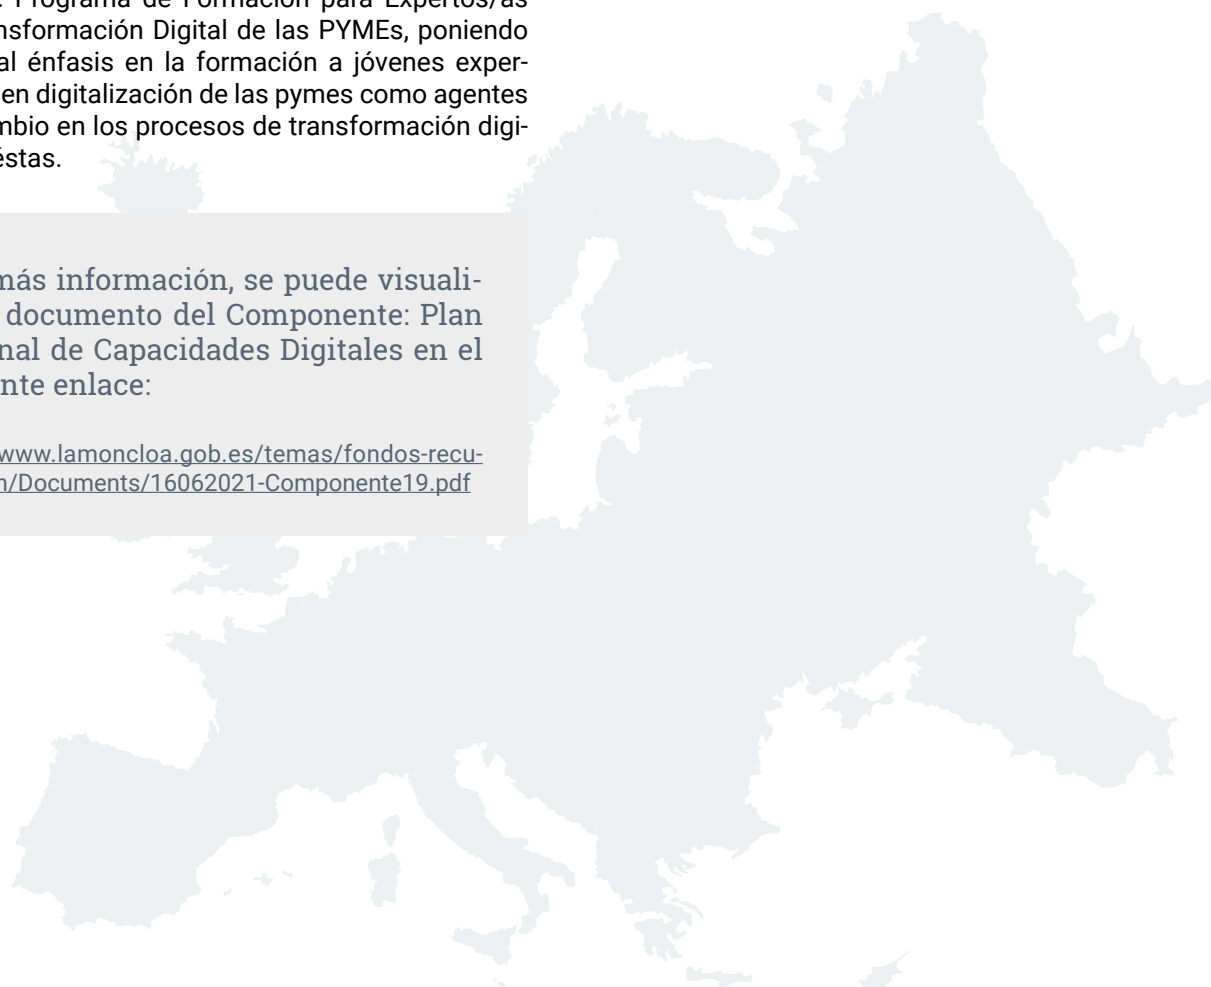 : Programa de Formación para Expertos/as
nsformación Digital de las PYMEs, poniendo
al énfasis en la formación a jóvenes exper-
en digitalización de las pymes como agentes
mbio en los procesos de transformación digi-
éstas.
más información, se puede visuali-
documento del Componente: Plan
nal de Capacidades Digitales en el
nte enlace:
www.lamoncloa.gob.es/temas/fondos-recu-
n/Documents/16062021-Componente19.pdf